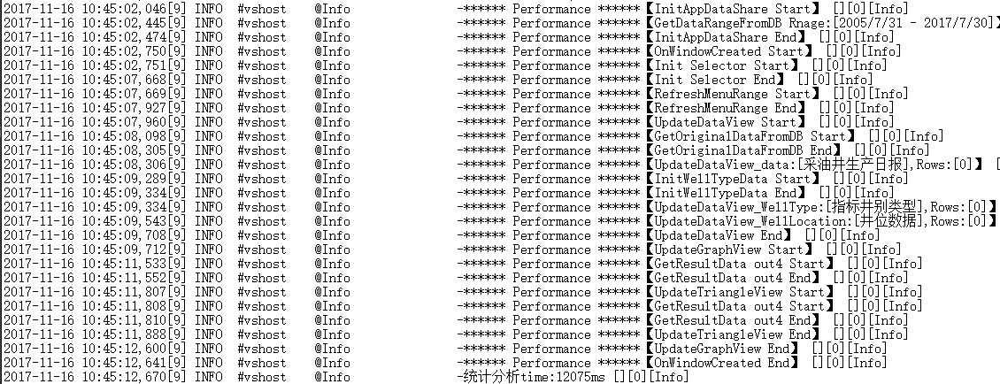 2017-11-16 10:45:02,046[9] INFO #vshost @Info -****** Performance ******【InitAppDataShare Start】 [][0][Info]
2017-11-16 10:45:02,445[9] INFO #vshost @Info -****** Performance ******【GetDataRangeFromDB Rnage:[2005/7/31 - 2017/7/30]】
2017-11-16 10:45:02,474[9] INFO #vshost @Info -****** Performance ******【InitAppDataShare End】 [][0][Info]
2017-11-16 10:45:02,750[9] INFO #vshost @Info -****** Performance ******【OnWindowCreated Start】 [][0][Info]
2017-11-16 10:45:02,751[9] INFO #vshost @Info -****** Performance ******【Init Selector Start】 [][0][Info]
2017-11-16 10:45:07,668[9] INFO #vshost @Info -****** Performance ******【Init Selector End】 [][0][Info]
2017-11-16 10:45:07,669[9] INFO #vshost @Info -****** Performance ******【RefreshMenuRange Start】 [][0][Info]
2017-11-16 10:45:07,927[9] INFO #vshost @Info -****** Performance ******【RefreshMenuRange End】 [][0][Info]
2017-11-16 10:45:07,960[9] INFO #vshost @Info -****** Performance ******【UpdateDataView Start】 [][0][Info]
2017-11-16 10:45:08,098[9] INFO #vshost @Info -****** Performance ******【GetOriginalDataFromDB Start】 [][0][Info]
2017-11-16 10:45:08,305[9] INFO #vshost @Info -****** Performance ******【GetOriginalDataFromDB End】 [][0][Info]
2017-11-16 10:45:08,306[9] INFO #vshost @Info -****** Performance ******【UpdateDataView_data:[采油井生产日报],Rows:[0]】 [
2017-11-16 10:45:09,289[9] INFO #vshost @Info -****** Performance ******【InitWellTypeData Start】 [][0][Info]
2017-11-16 10:45:09,334[9] INFO #vshost @Info -****** Performance ******【InitWellTypeData End】 [][0][Info]
2017-11-16 10:45:09,334[9] INFO #vshost @Info -****** Performance ******【UpdateDataView_WellType:[指标井别类型],Rows:[0]】
2017-11-16 10:45:09,543[9] INFO #vshost @Info -****** Performance ******【UpdateDataView_WellLocation:[井位数据],Rows:[0]】
2017-11-16 10:45:09,708[9] INFO #vshost @Info -****** Performance ******【UpdateDataView End】 [][0][Info]
2017-11-16 10:45:09,712[9] INFO #vshost @Info -****** Performance ******【UpdateGraphView Start】 [][0][Info]
2017-11-16 10:45:11,533[9] INFO #vshost @Info -****** Performance ******【GetResultData out4 Start】 [][0][Info]
2017-11-16 10:45:11,552[9] INFO #vshost @Info -****** Performance ******【GetResultData out4 End】 [][0][Info]
2017-11-16 10:45:11,807[9] INFO #vshost @Info -****** Performance ******【UpdateTriangleView Start】 [][0][Info]
2017-11-16 10:45:11,808[9] INFO #vshost @Info -****** Performance ******【GetResultData out4 Start】 [][0][Info]
2017-11-16 10:45:11,810[9] INFO #vshost @Info -****** Performance ******【GetResultData out4 End】 [][0][Info]
2017-11-16 10:45:11,888[9] INFO #vshost @Info -****** Performance ******【UpdateTriangleView End】 [][0][Info]
2017-11-16 10:45:12,600[9] INFO #vshost @Info -****** Performance ******【UpdateGraphView End】 [][0][Info]
2017-11-16 10:45:12,641[9] INFO #vshost @Info -****** Performance ******【OnWindowCreated End】 [][0][Info]
2017-11-16 10:45:12,670[9] INFO #vshost @Info -统计分析time:12075ms [][0][Info]